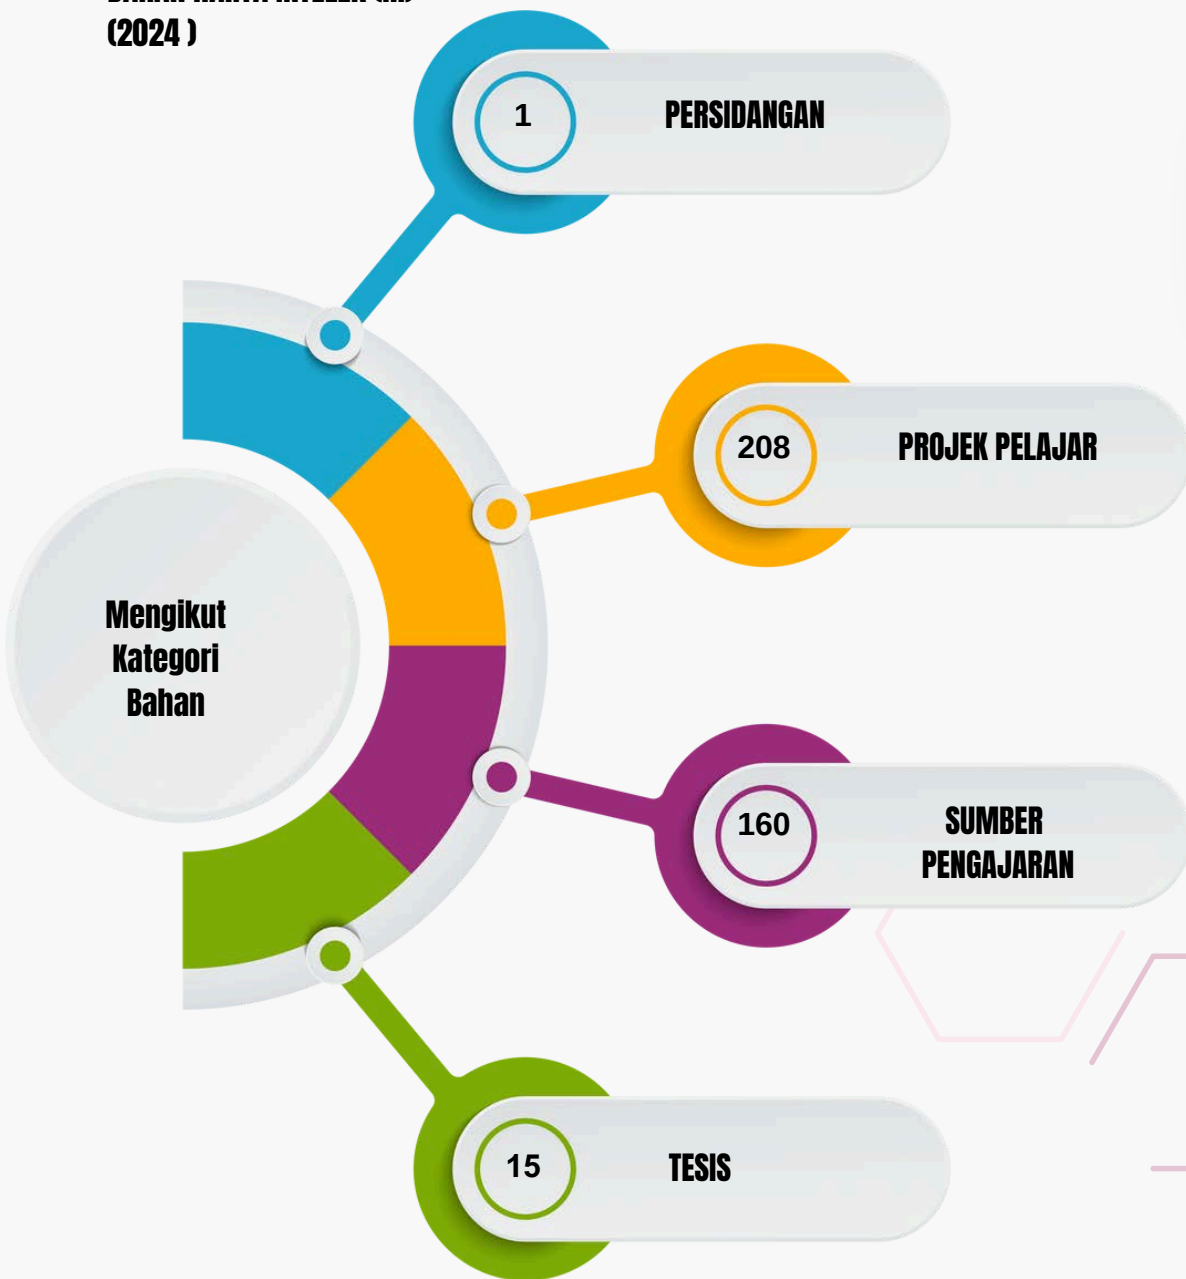 (2024 )
1
PERSIDANGAN
208
PROJEK PELAJAR
Mengikut
Kategori
Bahan
160
SUMBER
PENGAJARAN
15
TESIS